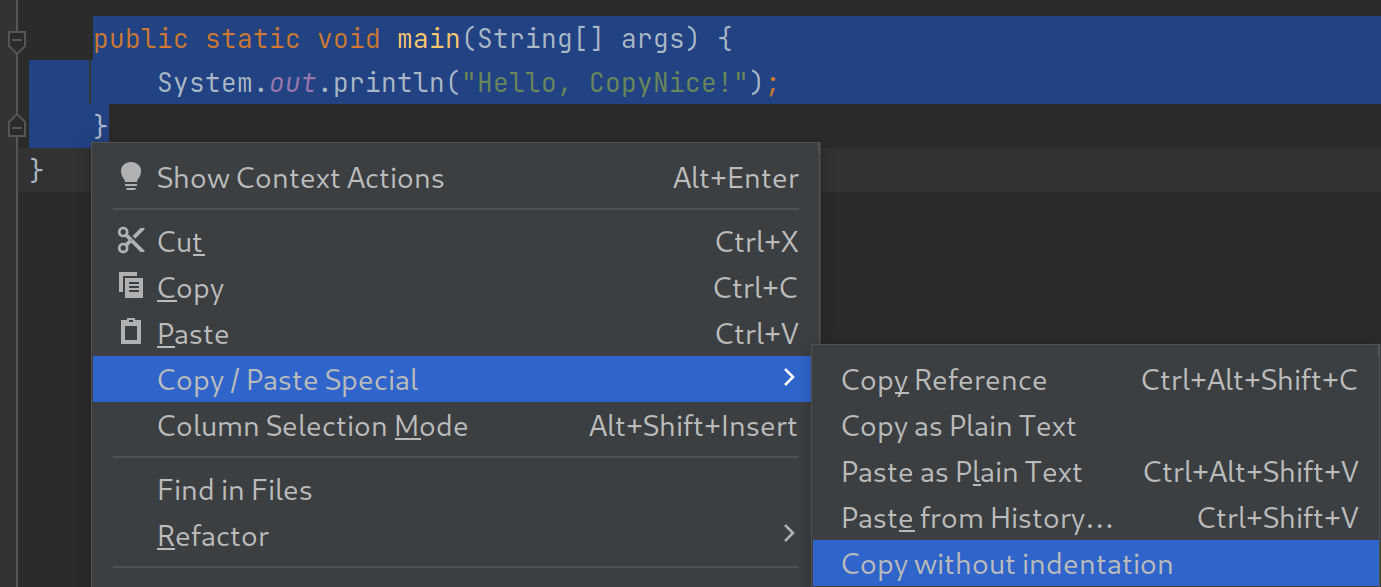 public static void main(String[] args) {
System.out.println("Hello, CopyNice!");
}
}
Show Context Actions Alt+Enter
Cut Ctrl+X
Copy Ctrl+C
Paste Ctrl+V
Copy / Paste Special
Column Selection Mode Alt+Shift+Insert
Find in Files
Refactor
Copy Reference Ctrl+Alt+Shift+C
Copy as Plain Text
Paste as Plain Text Ctrl+Alt+Shift+V
Paste from History... Ctrl+Shift+V
Copy without indentation